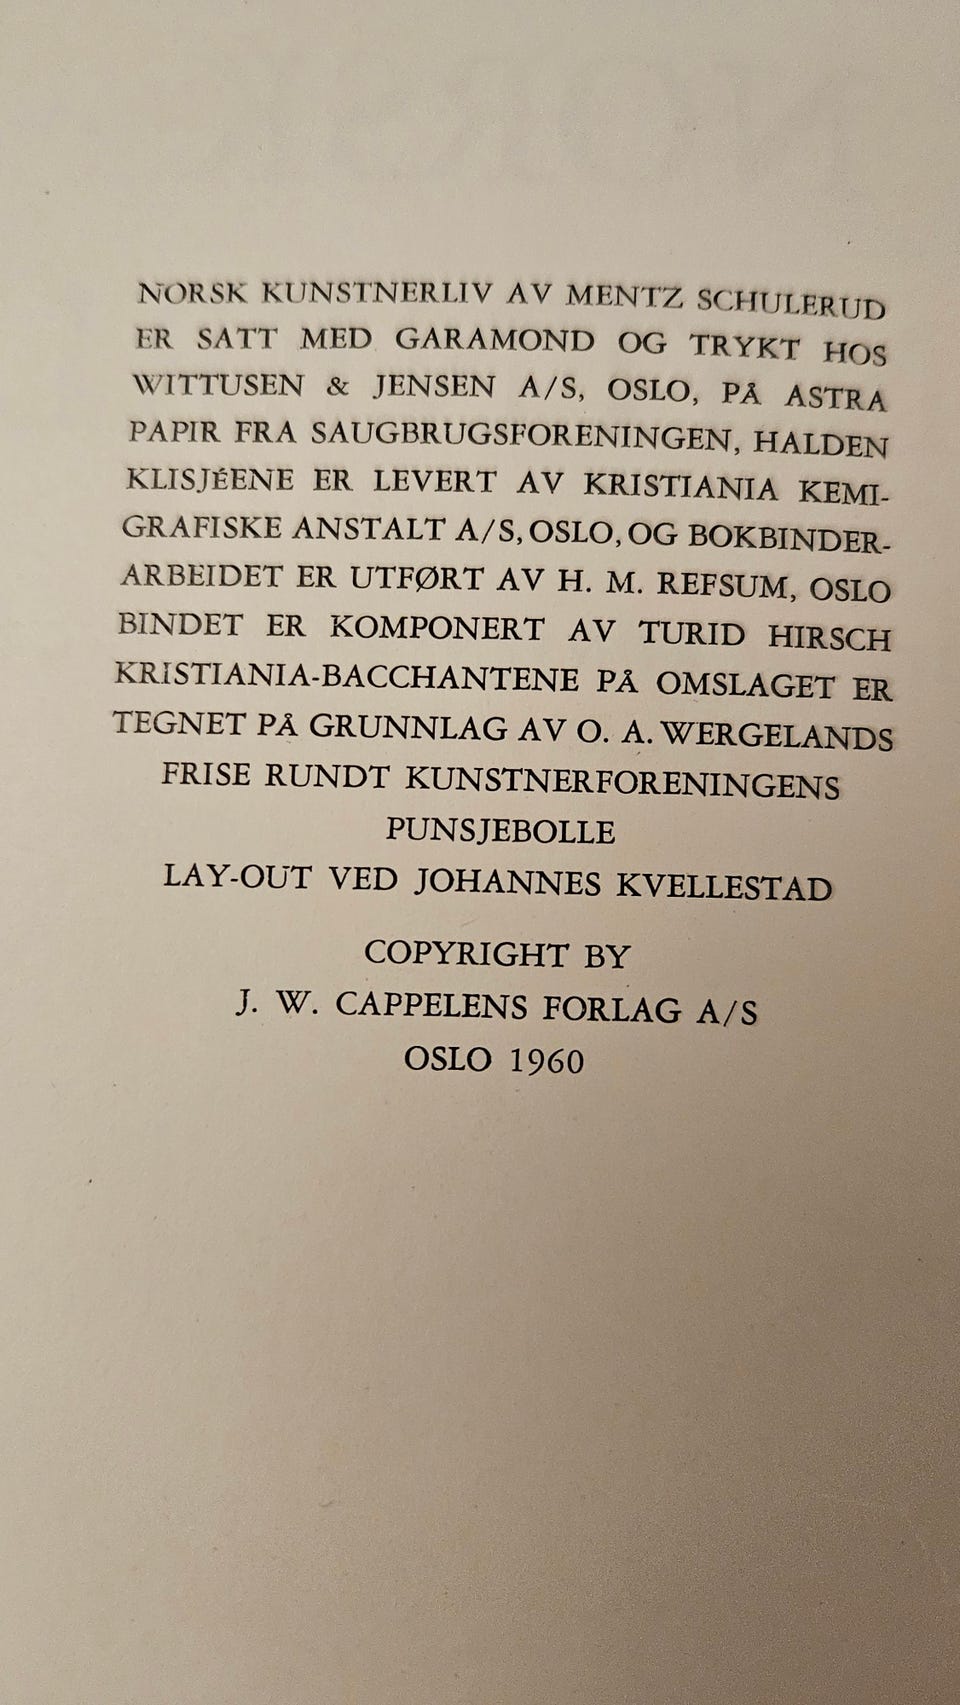 NORSK KUNSTNERLIV AV MENTZ SCHULERUD
ER SATT MED GARAMOND OG TRYKT HOS
WITTUSEN & JENSEN A/S, OSLO, PÅ ASTRA
PAPIR FRA SAUGBRUGSFORENINGEN, HALDEN
KLISJÉENE ER LEVERT AV KRISTIANIA KEMI-
GRAFISKE ANSTALT A/S, OSLO, OG BOKBINDER-
ARBEIDET ER UTFØRT AV H. M. REFSUM, OSLO
BINDET ER KOMPONERT AV TURID HIRSCH
KRISTIANIA-BACCHANTENE PÅ OMSLAGET ER
TEGNET PÅ GRUNNLAG AV O. A. WERGELANDS
FRISE RUNDT KUNSTNERFORENINGENS
PUNSJEBOLLE
LAY-OUT VED JOHANNES KVELLESTAD
COPYRIGHT BY
J. W. CAPPELENS FORLAG A/S
OSLO 1960